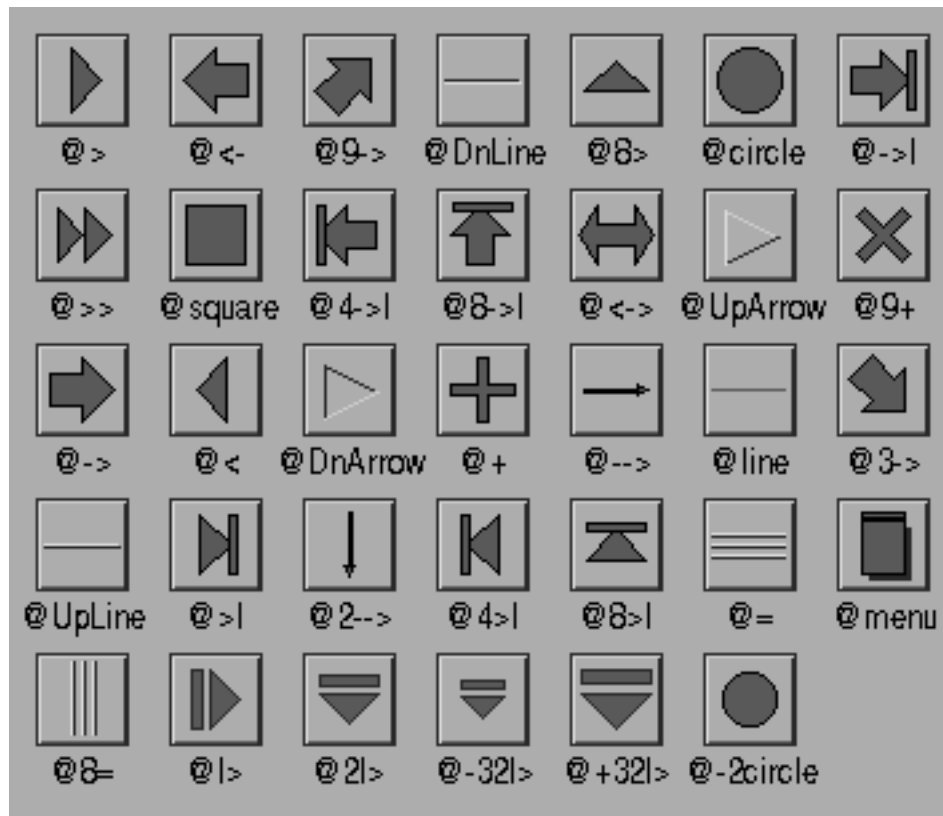 @> @<- @9-> @DnLine @8> @circle @->|
@>> @square @4->| @8->| @<-> @UpArrow @9+
@-> @< @DnArrow @+ @--> @line @3->
@UpLine @>| @2--> @4>| @8>| @= @menu
@8= @|> @2|> @-32|> @+32|> @-2circle